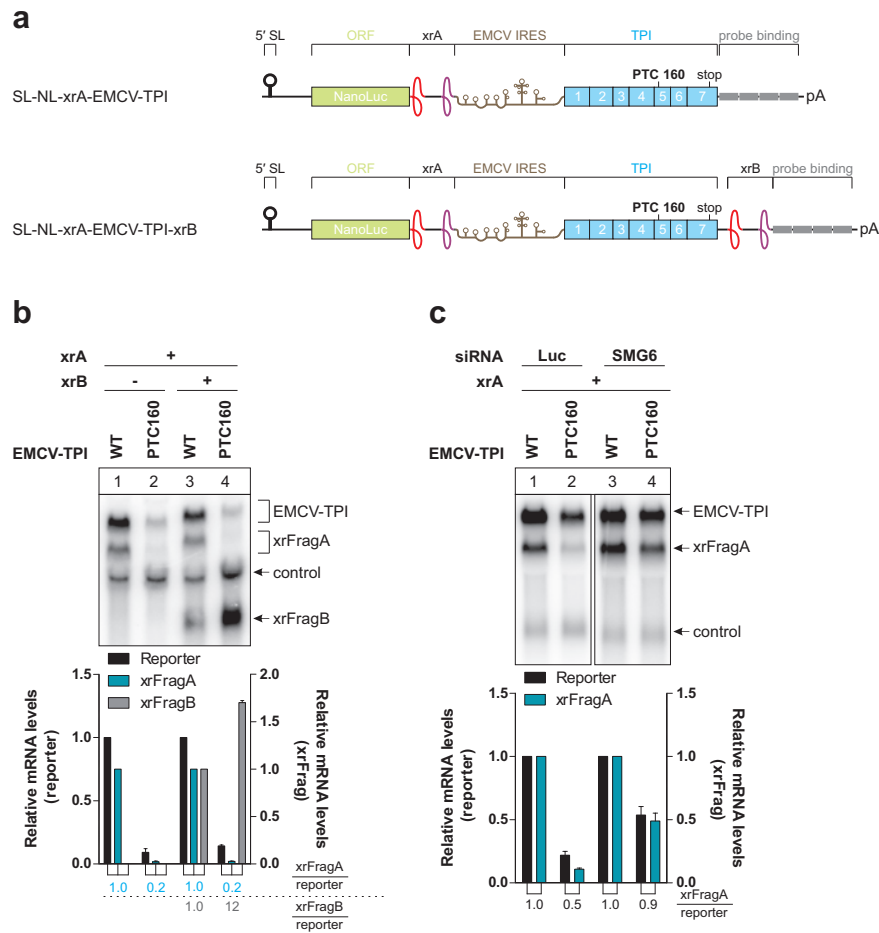 a
5′ SL ORF xrA EMCV IRES TPI probe binding
PTC 160 stop
SL-NL-xrA-EMCV-TPI NanoLuc 1 2 3 4 5 6 7 pA
5′ SL ORF xrA EMCV IRES TPI xrB probe binding
PTC 160 stop
SL-NL-xrA-EMCV-TPI-xrB NanoLuc 1 2 3 4 5 6 7 pA
b
xrA +
xrB - +
EMCV-TPI WT PTC160 WT PTC160
1 2 3 4
EMCV-TPI
xrFragA
control
xrFragB
Reporter
xrFragA
xrFragB
Relative mRNA levels (reporter)
1.5
1.0
0.5
0.0
2.0
1.5
1.0
0.5
0.0
Relative mRNA levels (xrFrag)
1.0 0.2 1.0 0.2 xrFragA
reporter
1.0 12 xrFragB
reporter
c
siRNA Luc SMG6
xrA +
EMCV-TPI WT PTC160 WT PTC160
1 2 3 4
EMCV-TPI
xrFragA
control
Reporter
xrFragA
Relative mRNA levels (reporter)
1.5
1.0
0.5
0.0
1.5
1.0
0.5
0.0
Relative mRNA levels (xrFrag)
1.0 0.5 1.0 0.9 xrFragA
reporter